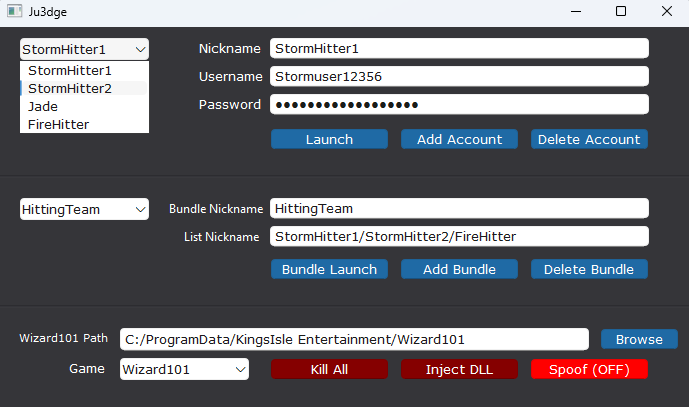 Ju3dge
StormHitter1 Nickname StormHitter1
StormHitter1 Username Stormuser12356
StormHitter2
Jade Password ●●●●●●●●●●●●●●●●●●
FireHitter
Launch Add Account Delete Account
HittingTeam Bundle Nickname HittingTeam
List Nickname StormHitter1/StormHitter2/FireHitter
Bundle Launch Add Bundle Delete Bundle
Wizard101 Path C:/ProgramData/KingsIsle Entertainment/Wizard101 Browse
Game Wizard101 Kill All Inject DLL Spoof (OFF)